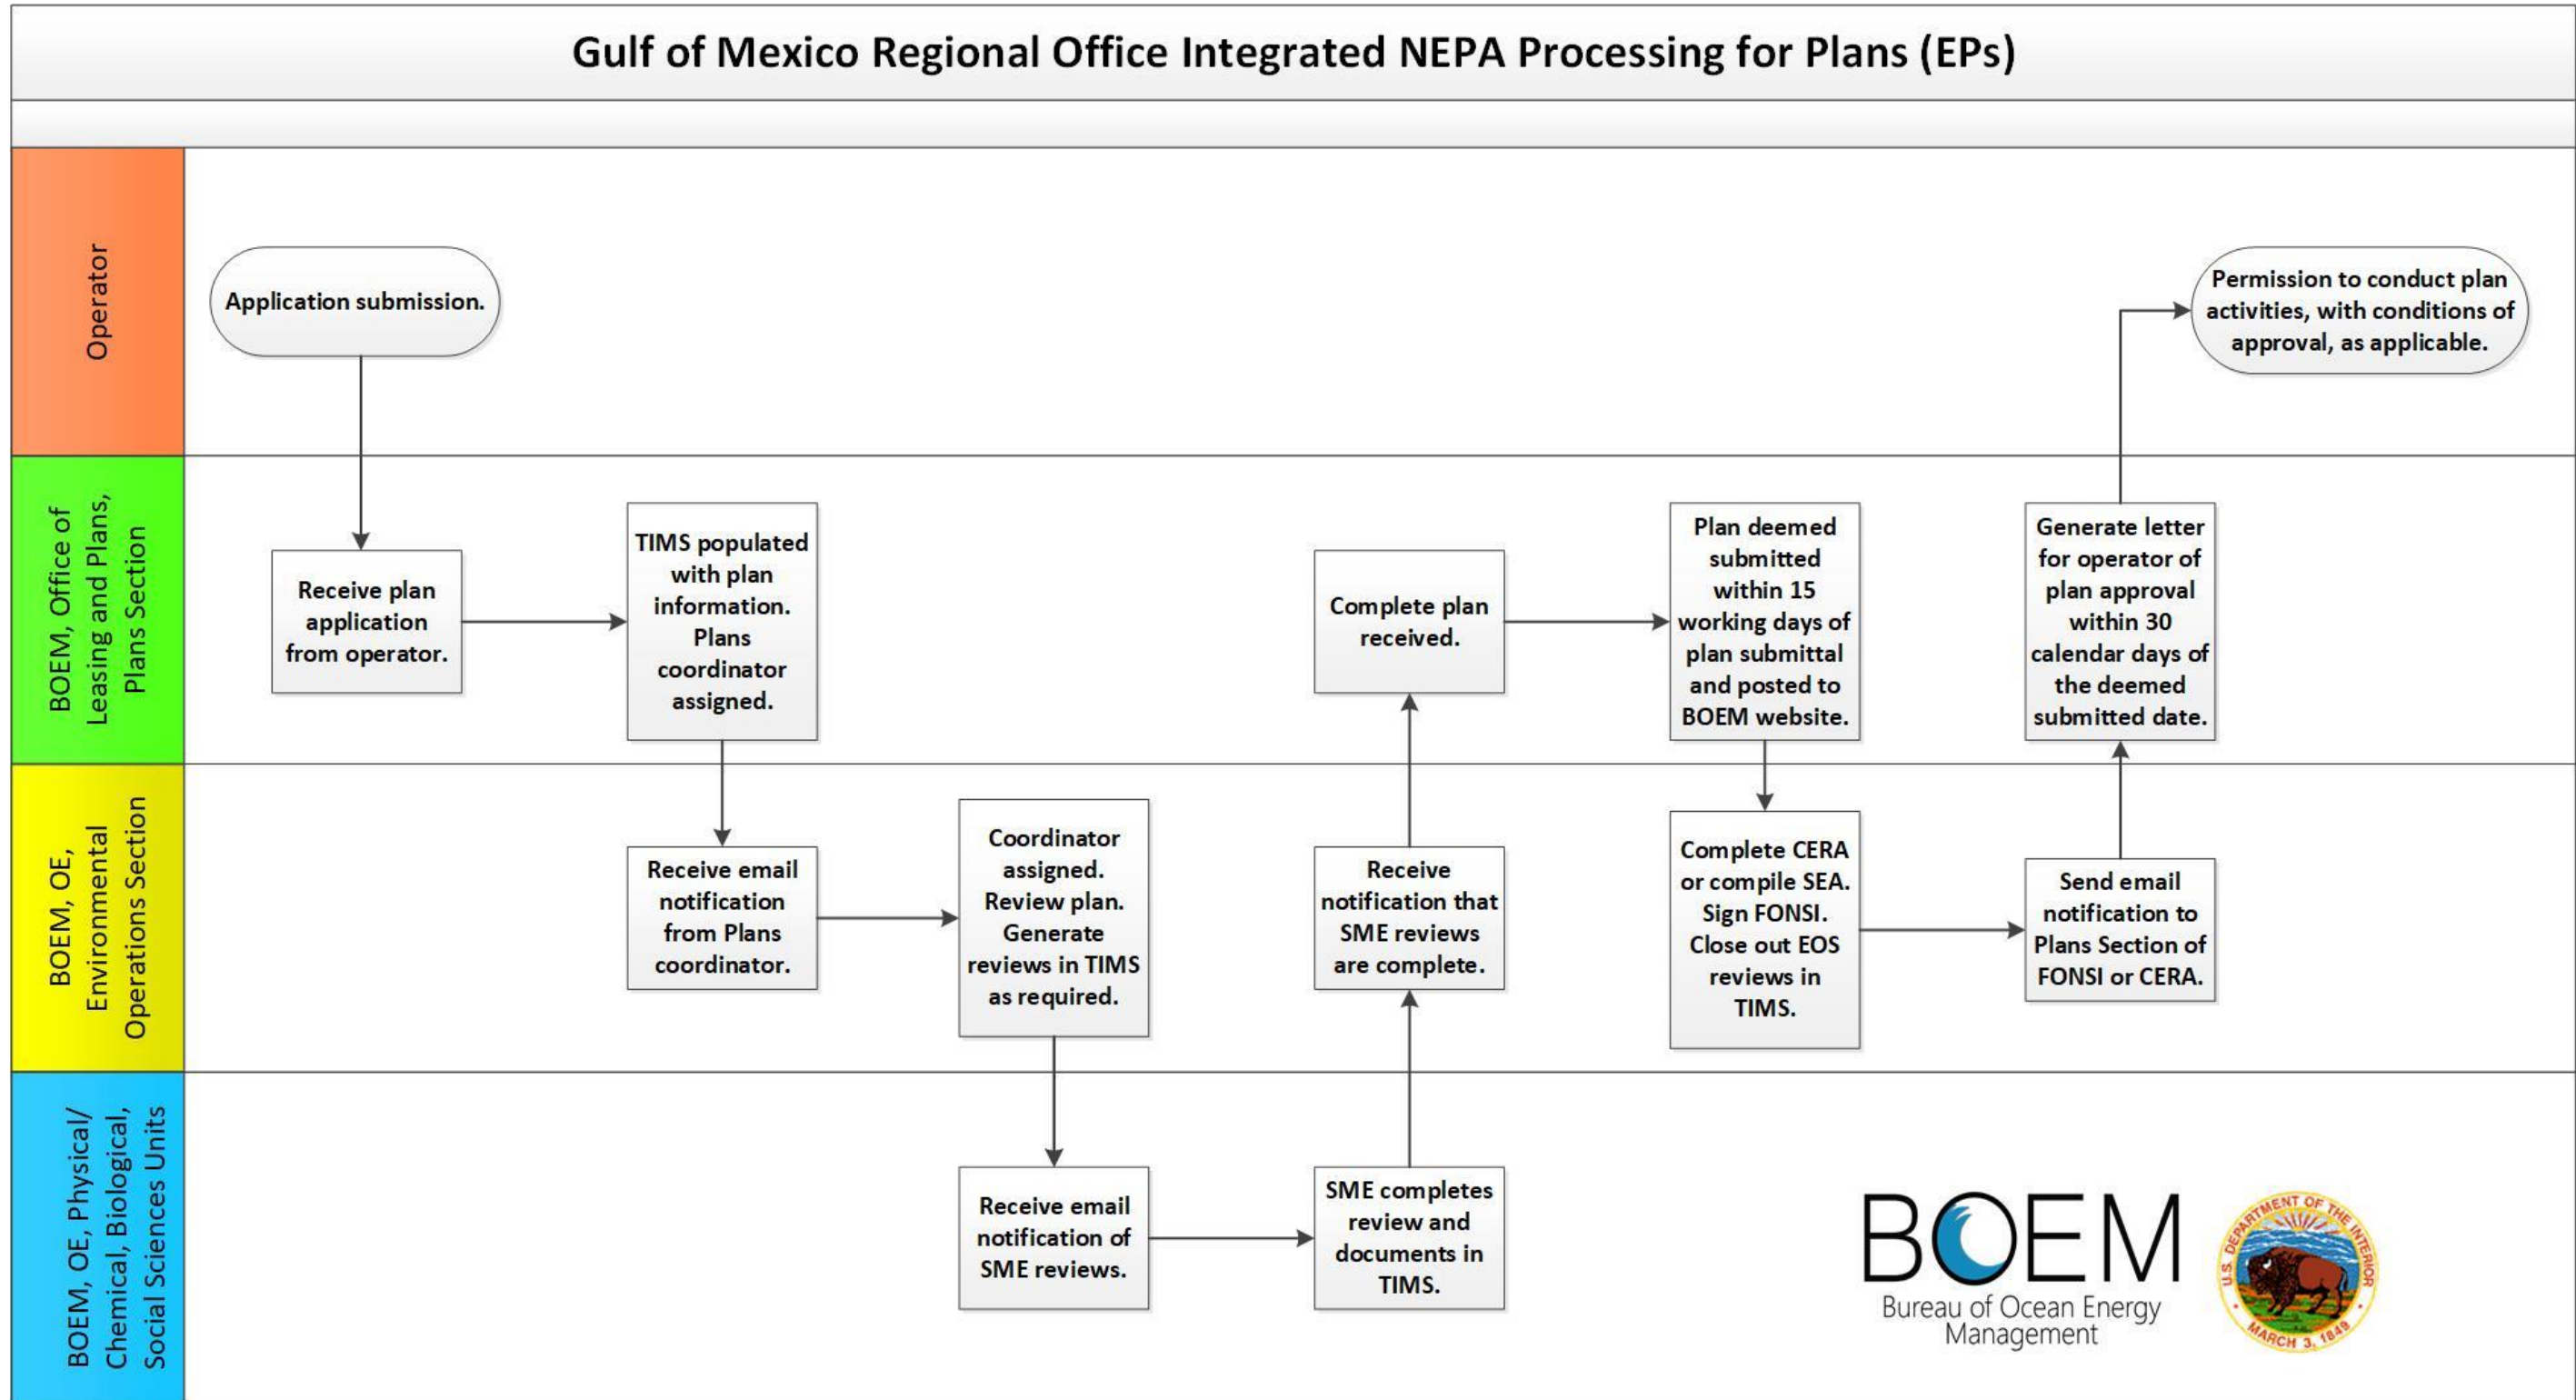 Gulf of Mexico Regional Office Integrated NEPA Processing for Plans (EPs)
Operator
Application submission.
Permission to conduct plan
activities, with conditions of
approval, as applicable.
BOEM, Office of
Leasing and Plans,
Plans Section
Receive plan
application
from operator.
TIMS populated
with plan
information.
Plans
coordinator
assigned.
Complete plan
received.
Plan deemed
submitted
within 15
working days of
plan submittal
and posted to
BOEM website.
Generate letter
for operator of
plan approval
within 30
calendar days of
the deemed
submitted date.
BOEM, OE,
Environmental
Operations Section
Receive email
notification
from Plans
coordinator.
Coordinator
assigned.
Review plan.
Generate
reviews in TIMS
as required.
Receive
notification that
SME reviews
are complete.
Complete CERA
or compile SEA.
Sign FONSI.
Close out EOS
reviews in
TIMS.
Send email
notification to
Plans Section of
FONSI or CERA.
BOEM, OE, Physical/
Chemical, Biological,
Social Sciences Units
Receive email
notification of
SME reviews.
SME completes
review and
documents in
TIMS.
BOEM
Bureau of Ocean Energy
Management
U.S. DEPARTMENT OF THE INTERIOR
MARCH 3, 1849